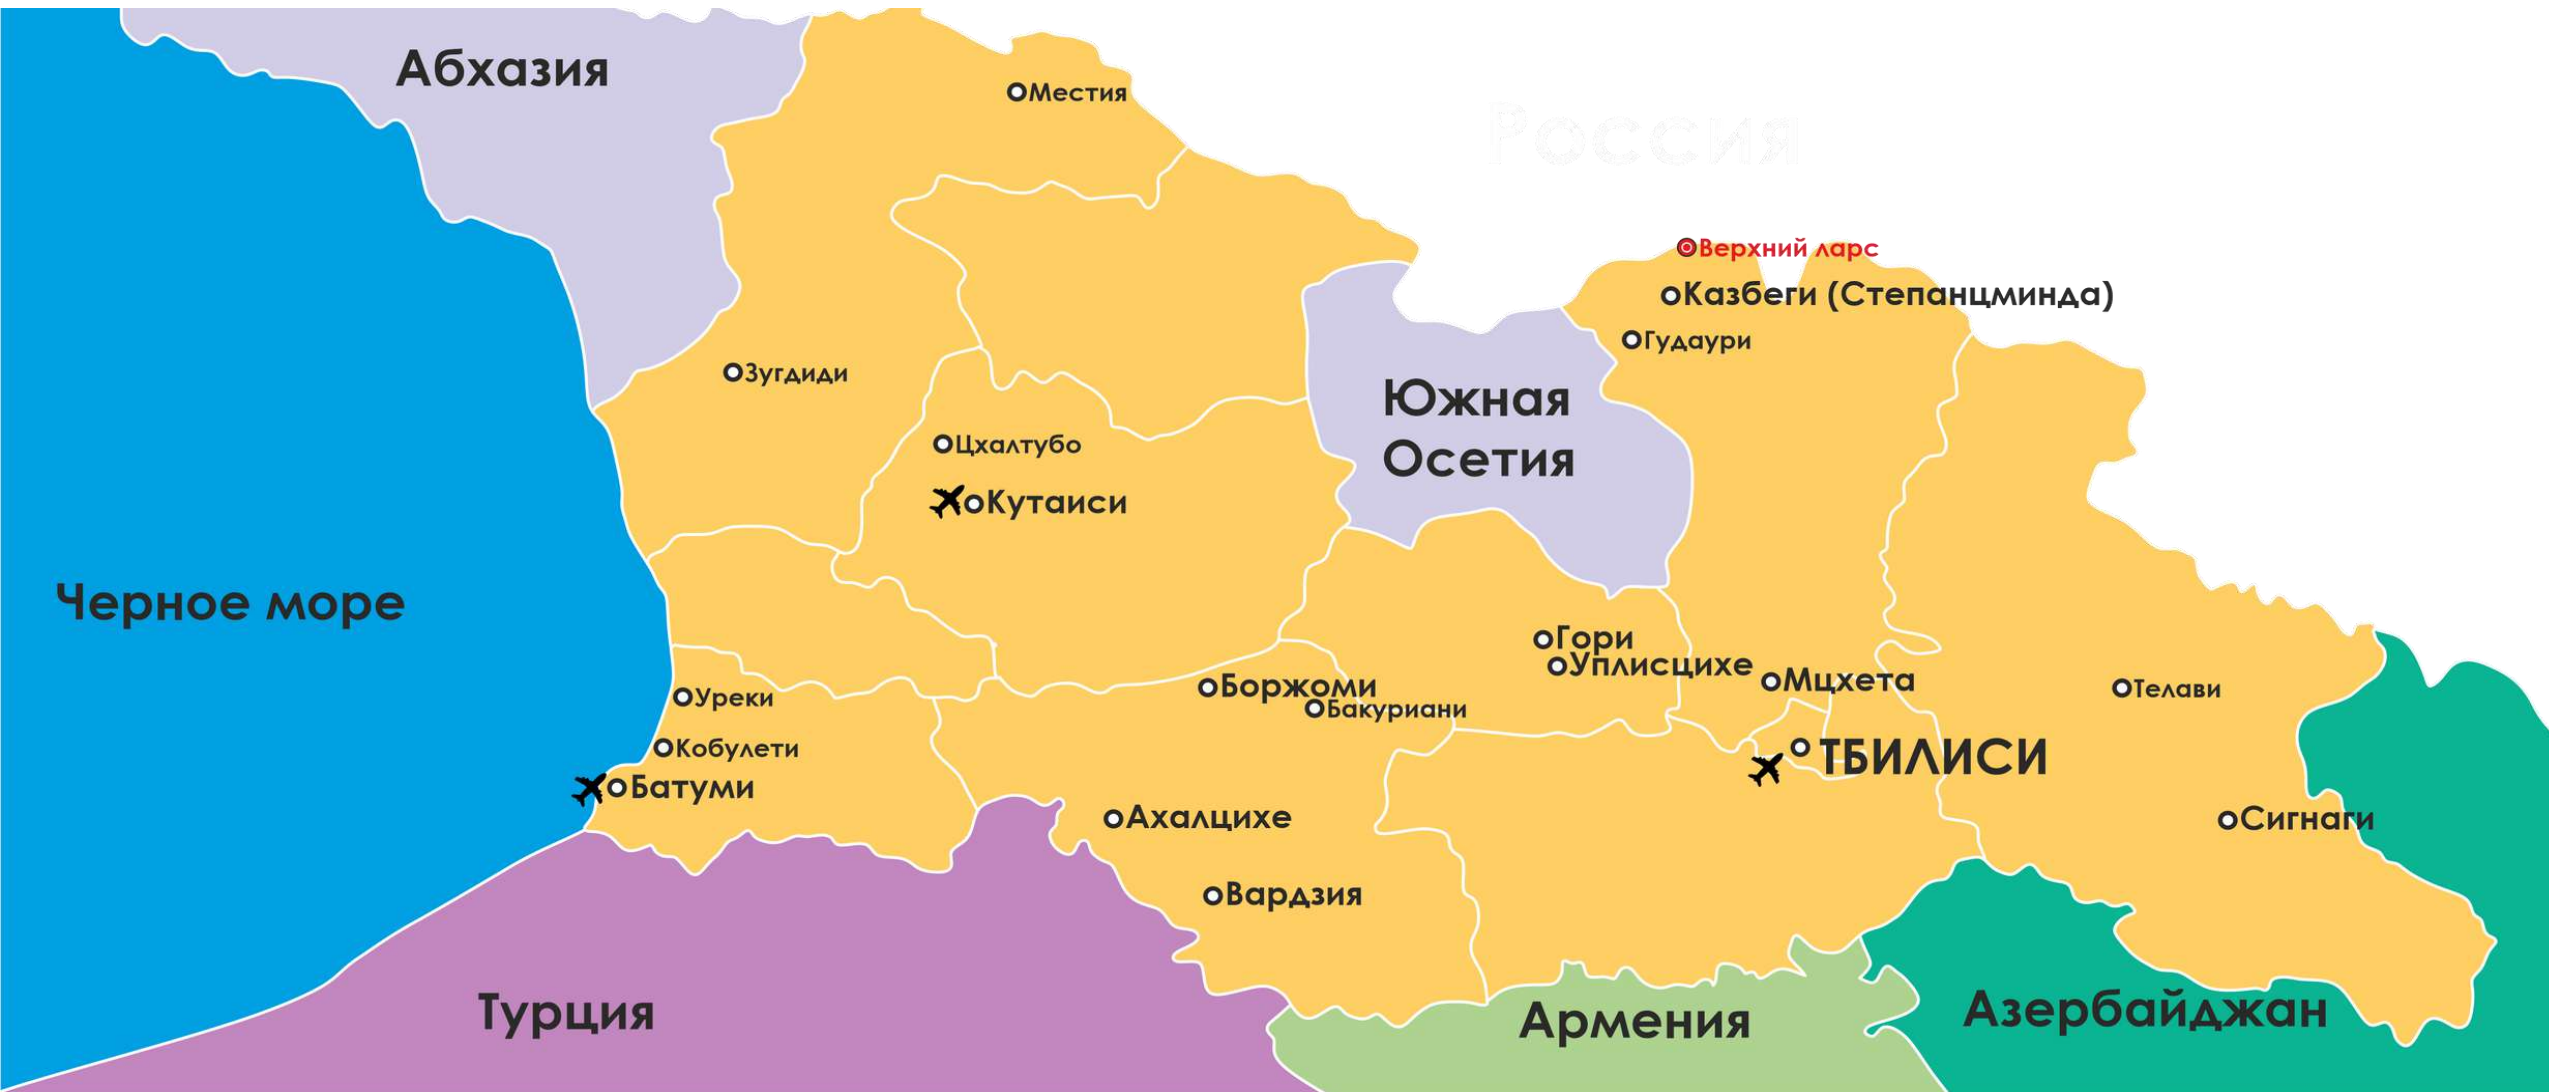 Абхазия
Местия
Россия
Верхний ларс
Казбеги (Степанцминда)
Гудаури
Зугдиди
Южная
Осетия
Цхалтубо
Кутаиси
Черное море
Гори
Уплисцихе
Мцхета
Боржоми
Бакуриани
Телави
Уреки
Кобулети
ТБИЛИСИ
Батуми
Ахалцихе
Сигнаги
Вардзия
Турция
Армения
Азербайджан